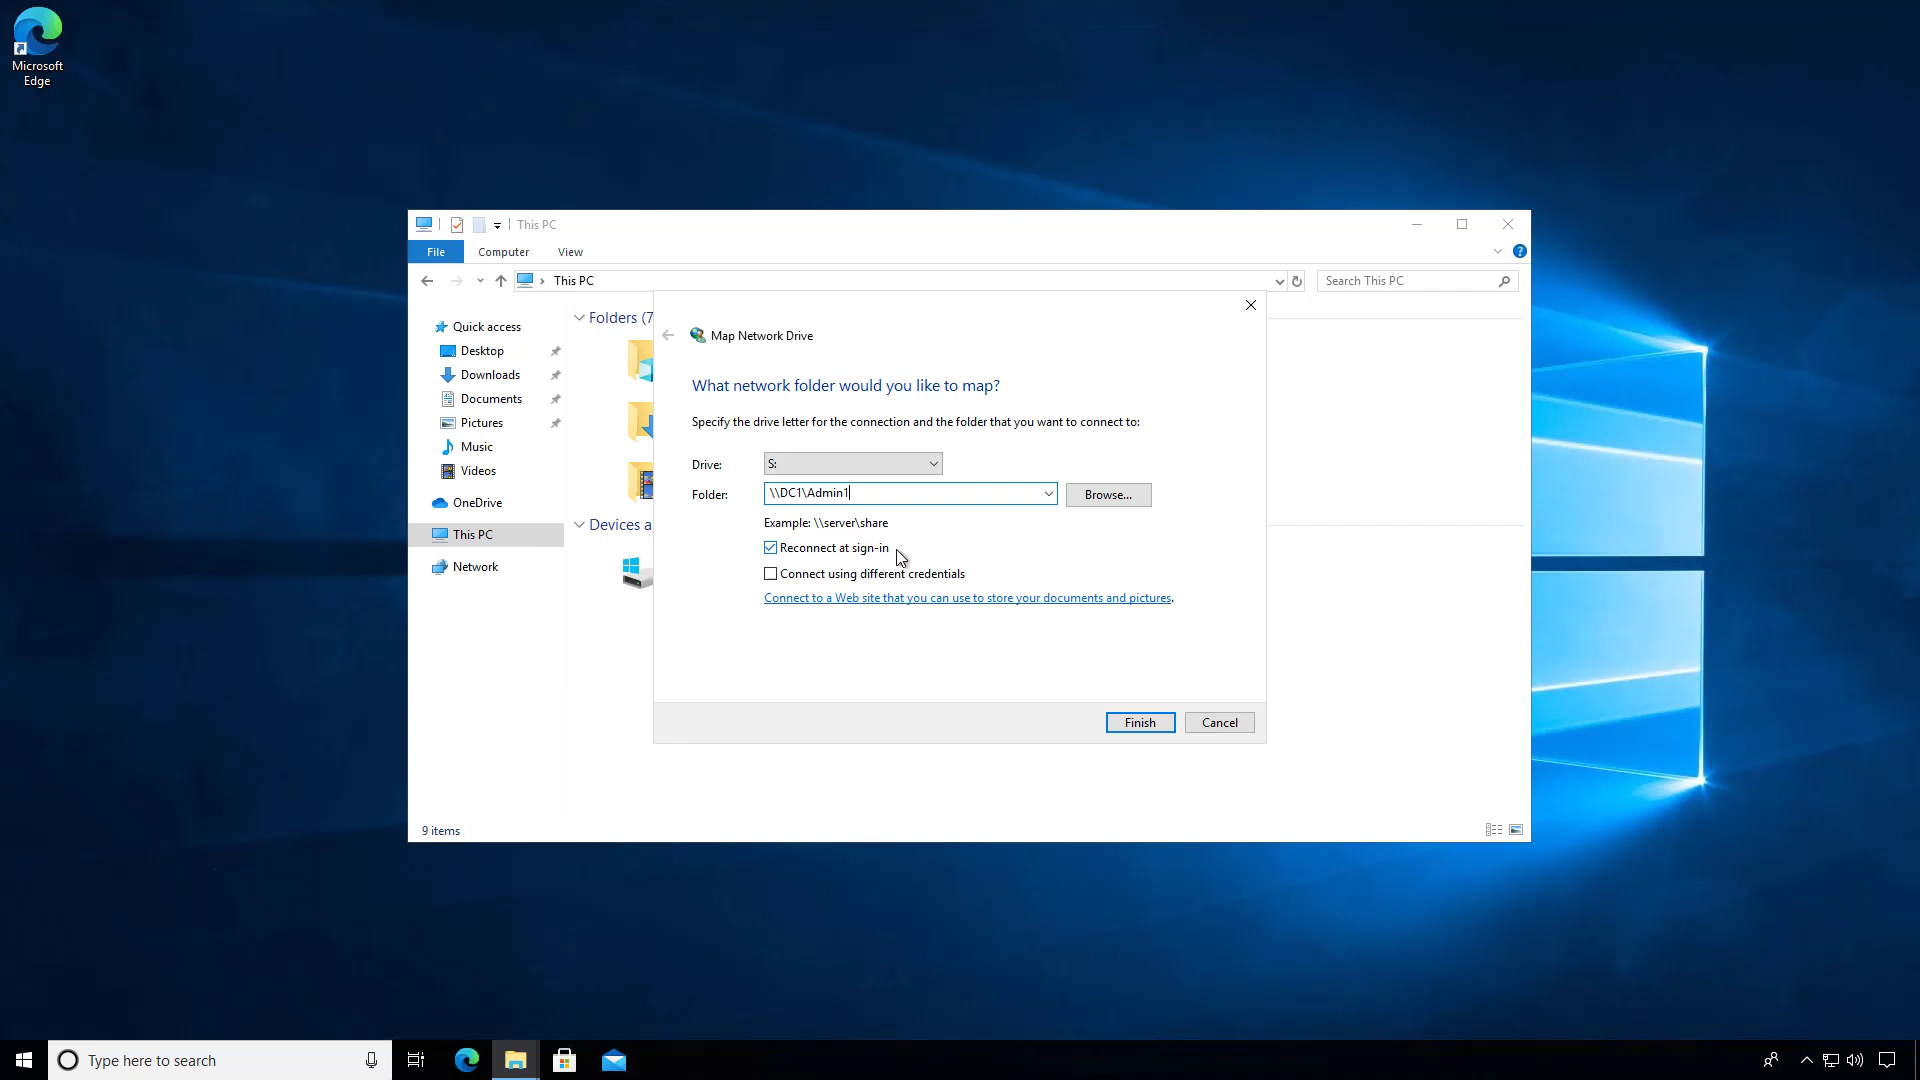 Microsoft
Edge
This PC
File
Computer
View
This PC
Search This PC
Quick access
Desktop
Downloads
Documents
Pictures
Music
Videos
OneDrive
This PC
Network
Folders (7
Devices a
Map Network Drive
What network folder would you like to map?
Specify the drive letter for the connection and the folder that you want to connect to:
Drive:
S:
Folder:
\\DC1\Admin1
Browse...
Example: \\server\share
Reconnect at sign-in
Connect using different credentials
Connect to a Web site that you can use to store your documents and pictures.
Finish
Cancel
9 items
Type here to search